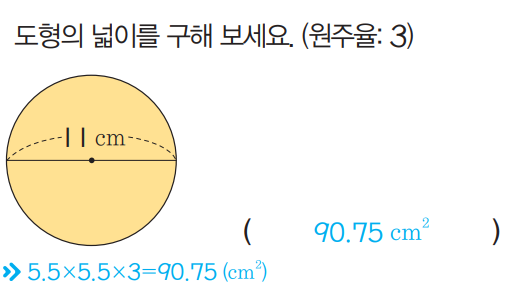 도형의 넓이를 구해 보세요. (원주율: 3)
11 cm
( 90.75 cm² )
» 5.5×5.5×3=90.75 (cm²)